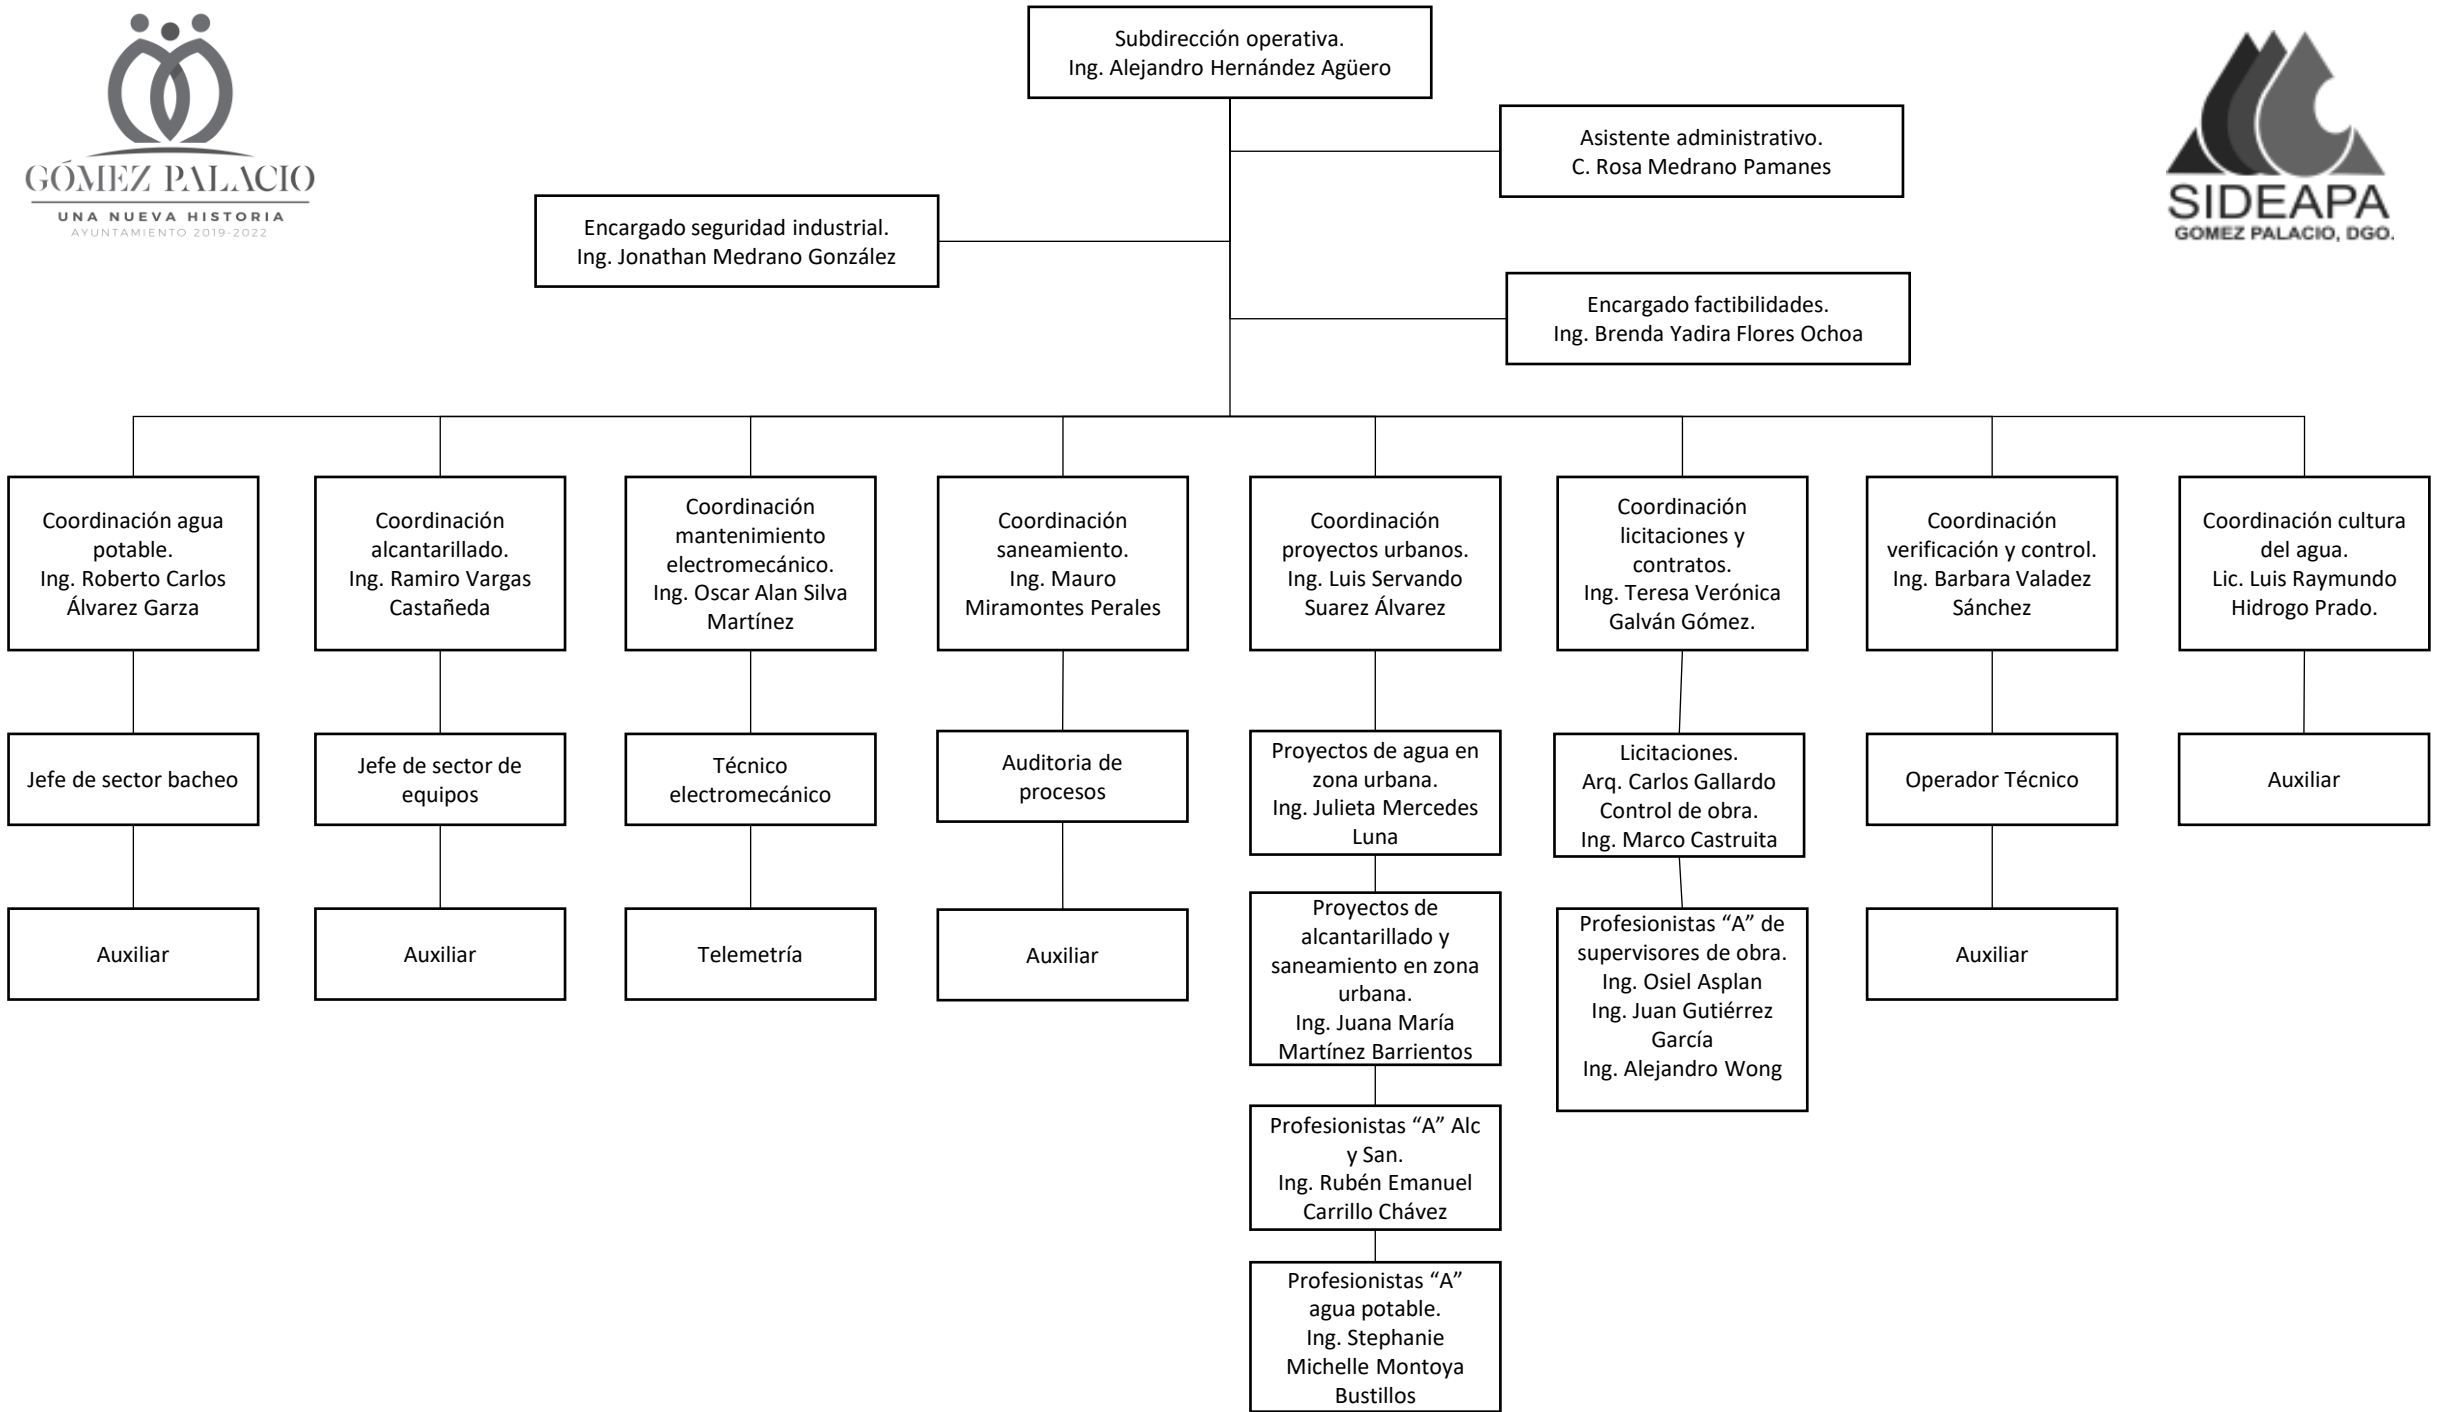 Subdirección operativa.
Ing. Alejandro Hernández Agüero
GÓMEZ PALACIO
UNA NUEVA HISTORIA
AYUNTAMIENTO 2019-2022
SIDEAPA
GOMEZ PALACIO, DGO.
Asistente administrativo.
C. Rosa Medrano Pamanes
Encargado seguridad industrial.
Ing. Jonathan Medrano González
Encargado factibilidades.
Ing. Brenda Yadira Flores Ochoa
Coordinación agua
potable.
Ing. Roberto Carlos
Álvarez Garza
Coordinación
alcantarillado.
Ing. Ramiro Vargas
Castañeda
Coordinación
mantenimiento
electromecánico.
Ing. Oscar Alan Silva
Martínez
Coordinación
saneamiento.
Ing. Mauro
Miramontes Perales
Coordinación
proyectos urbanos.
Ing. Luis Servando
Suarez Álvarez
Coordinación
licitaciones y
contratos.
Ing. Teresa Verónica
Galván Gómez.
Coordinación
verificación y control.
Ing. Barbara Valadez
Sánchez
Coordinación cultura
del agua.
Lic. Luis Raymundo
Hidrogo Prado.
Jefe de sector bacheo
Jefe de sector de
equipos
Técnico
electromecánico
Auditoria de
procesos
Proyectos de agua en
zona urbana.
Ing. Julieta Mercedes
Luna
Licitaciones.
Arq. Carlos Gallardo
Control de obra.
Ing. Marco Castruita
Operador Técnico
Auxiliar
Auxiliar
Auxiliar
Telemetría
Auxiliar
Proyectos de
alcantarillado y
saneamiento en zona
urbana.
Ing. Juana María
Martínez Barrientos
Profesionistas “A” de
supervisores de obra.
Ing. Osiel Asplan
Ing. Juan Gutiérrez
García
Ing. Alejandro Wong
Auxiliar
Profesionistas “A” Alc
y San.
Ing. Rubén Emanuel
Carrillo Chávez
Profesionistas “A”
agua potable.
Ing. Stephanie
Michelle Montoya
Bustillos